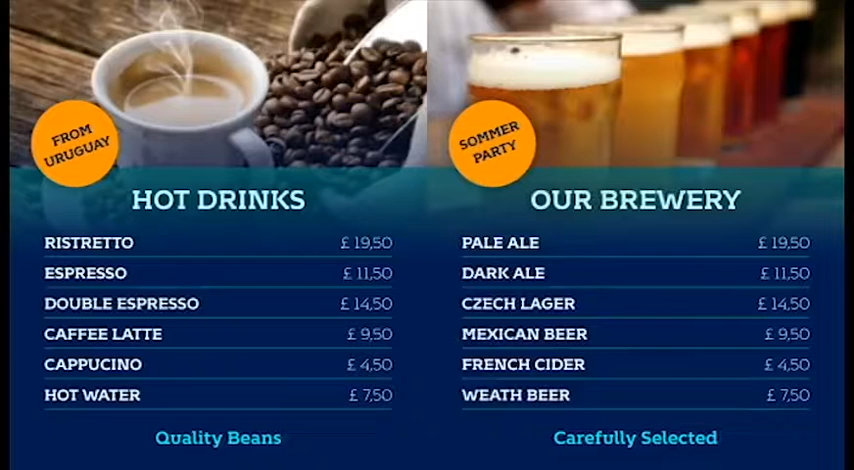 FROM
URUGUAY
HOT DRINKS
RISTRETTO £ 19,50
ESPRESSO £ 11,50
DOUBLE ESPRESSO £ 14,50
CAFFEE LATTE £ 9,50
CAPPUCINO £ 4,50
HOT WATER £ 7,50
Quality Beans
SOMMER
PARTY
OUR BREWERY
PALE ALE £ 19,50
DARK ALE £ 11,50
CZECH LAGER £ 14,50
MEXICAN BEER £ 9,50
FRENCH CIDER £ 4,50
WEATH BEER £ 7,50
Carefully Selected